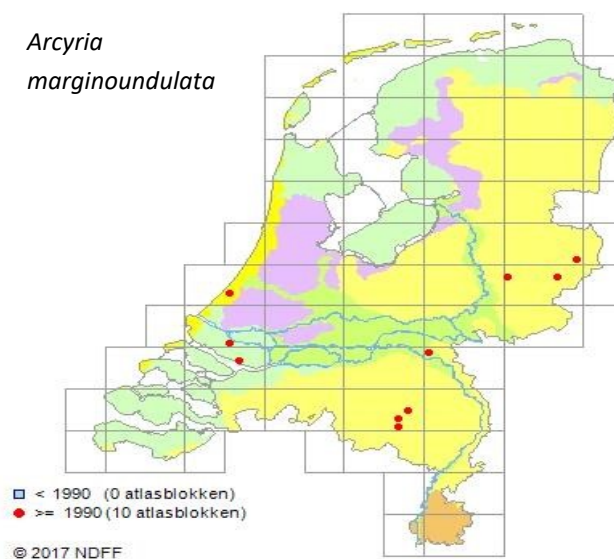 Arcyria
marginoundulata
< 1990 (0 atlasblokken)
>= 1990 (10 atlasblokken)
© 2017 NDFF